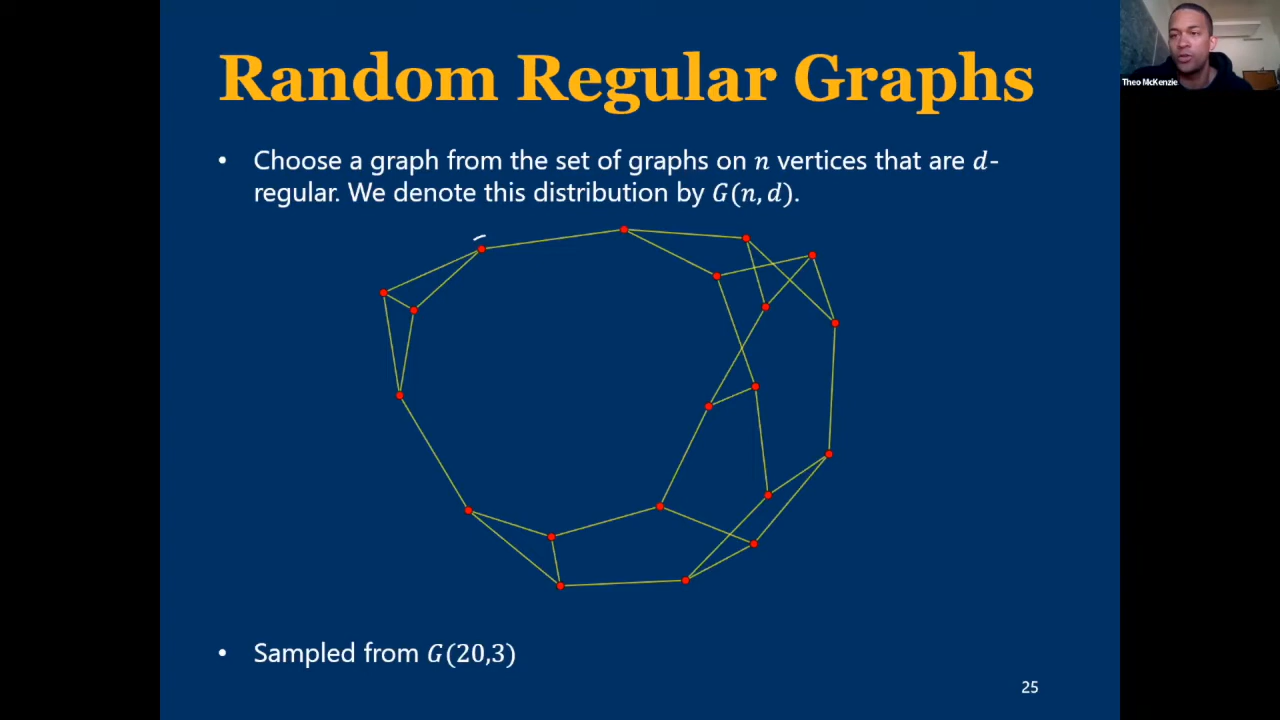 Random Regular Graphs
Theo McKenzie
• Choose a graph from the set of graphs on n vertices that are d-
regular. We denote this distribution by G(n, d).
• Sampled from G(20,3)
25